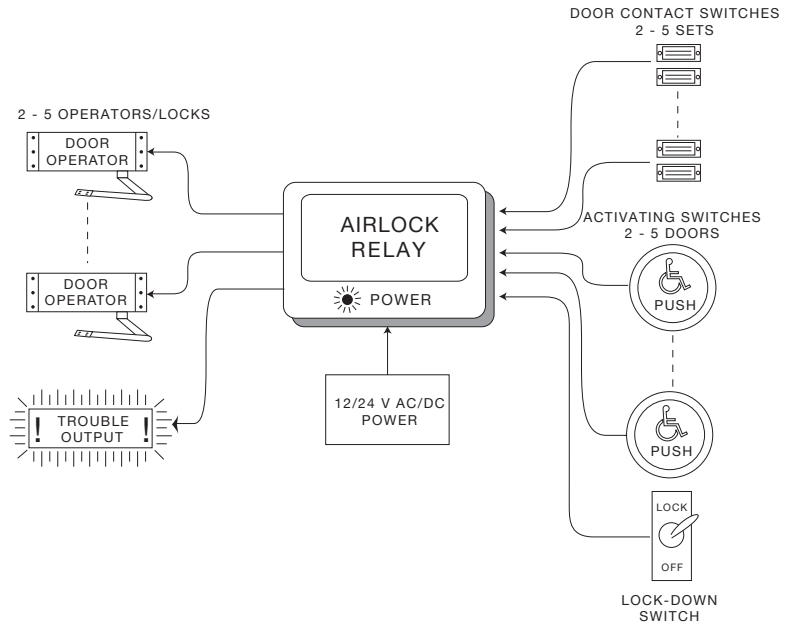 DOOR CONTACT SWITCHES
2 - 5 SETS
2 - 5 OPERATORS/LOCKS
DOOR
OPERATOR
AIRLOCK
RELAY
POWER
ACTIVATING SWITCHES
2 - 5 DOORS
PUSH
DOOR
OPERATOR
12/24 V AC/DC
POWER
! TROUBLE !
OUTPUT
PUSH
LOCK
OFF
LOCK-DOWN
SWITCH